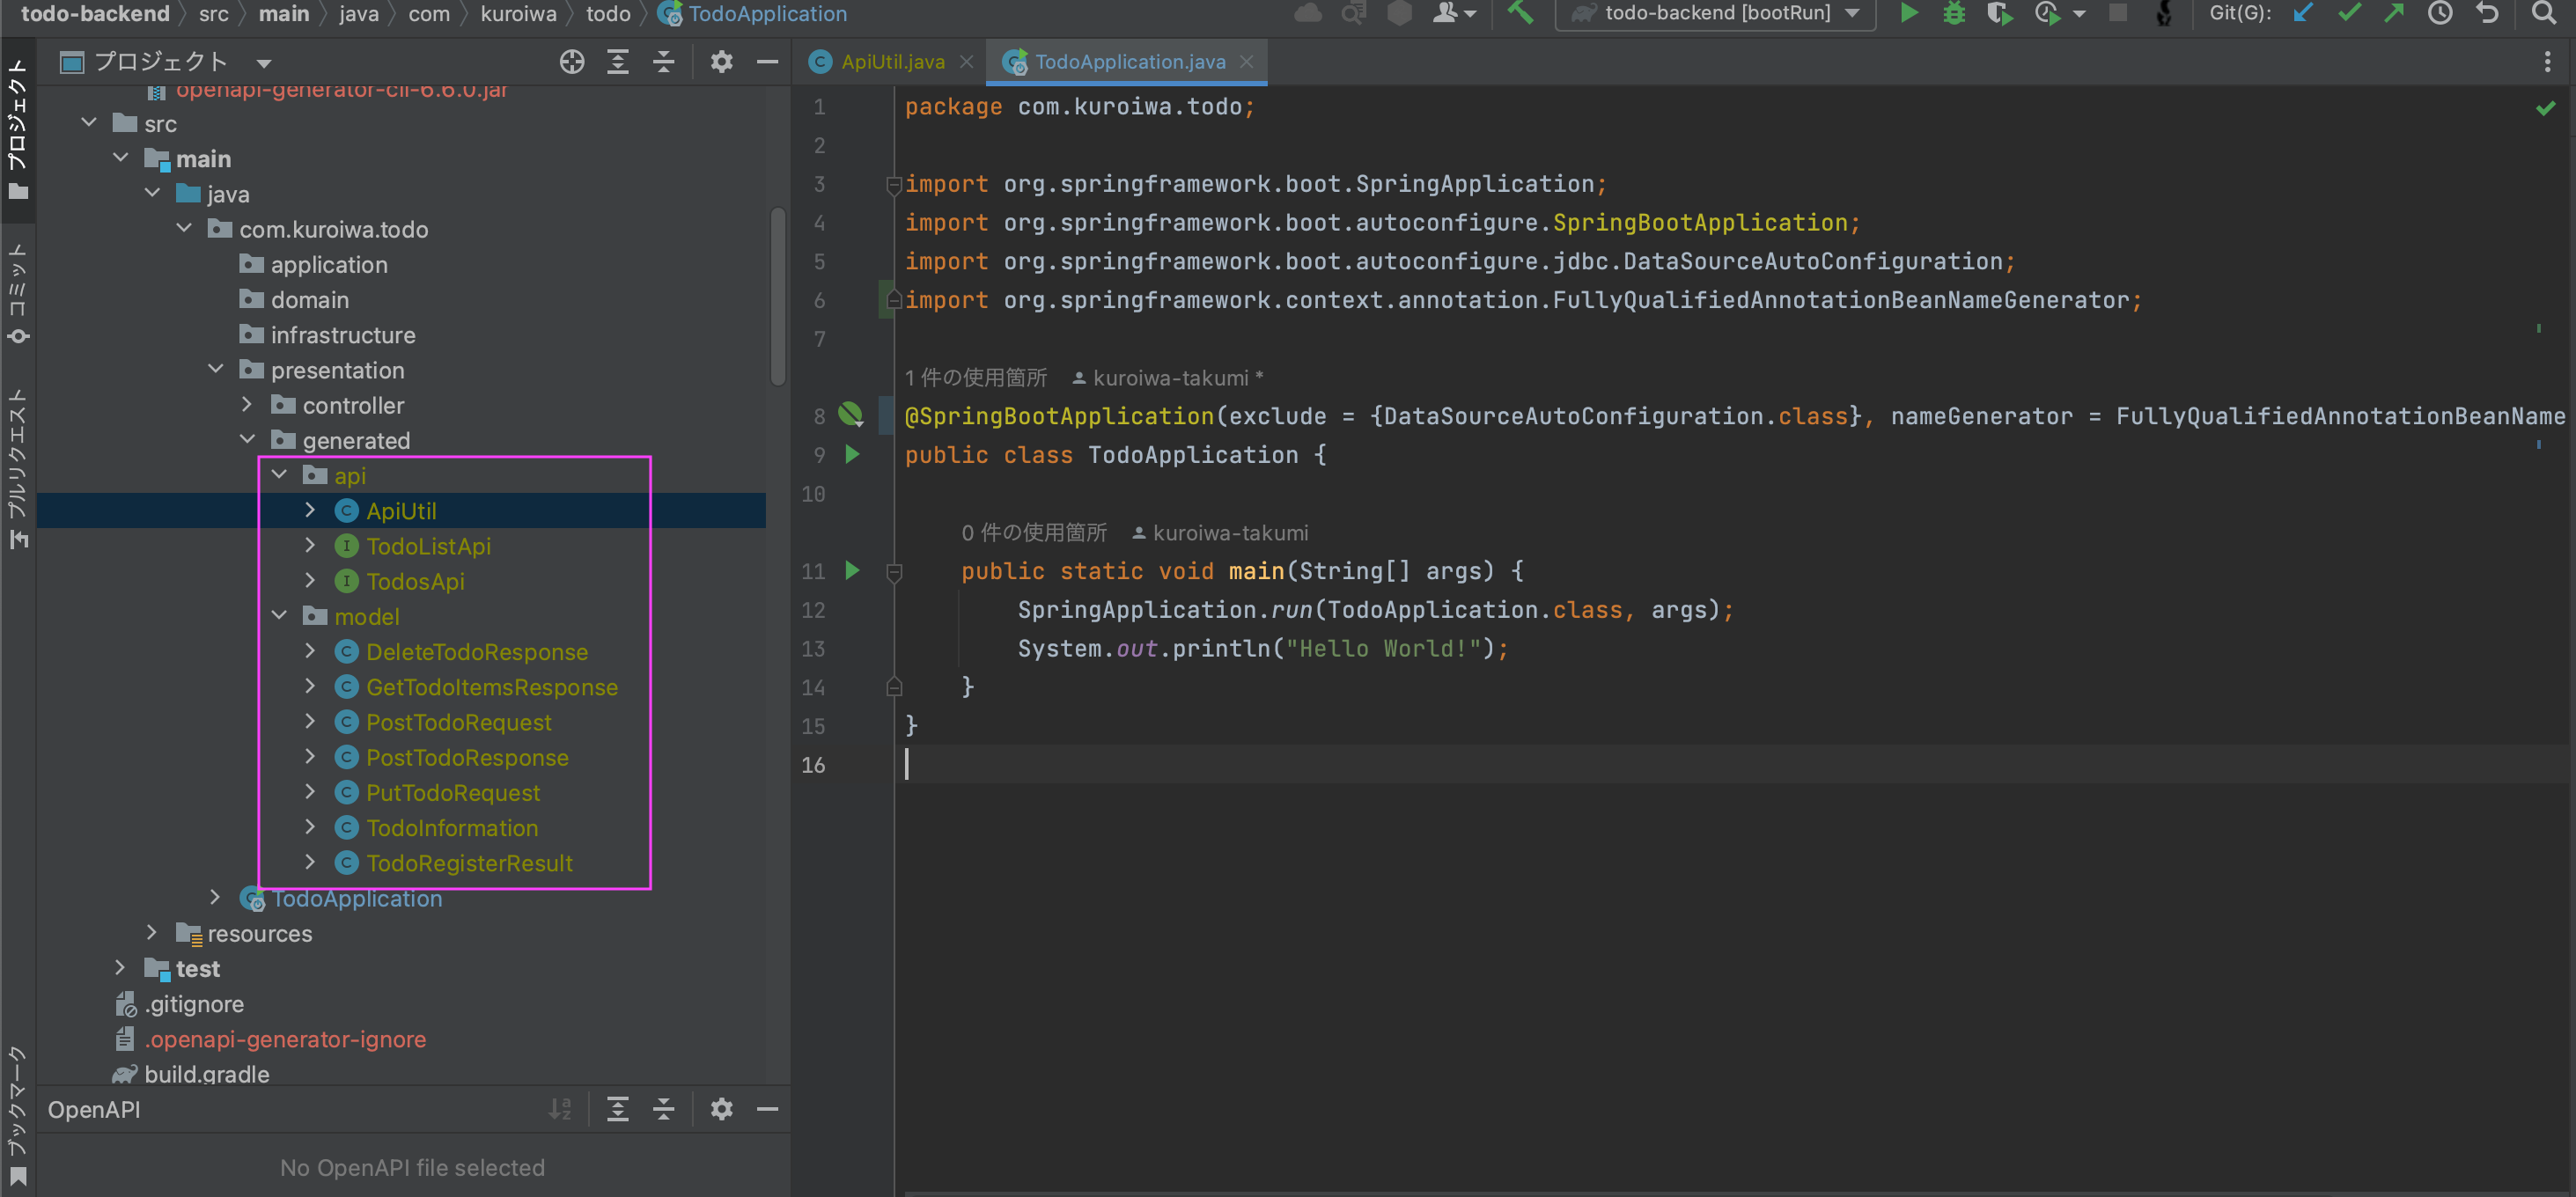 todo-backend src main java com kuroiwa todo TodoApplication
todo-backend [bootRun]
Git(G):
プロジェクト
コミット
プルリクエスト
ブックマーク
プロジェクト
openapi-generator-cli-6.6.0.jar
src
main
java
com.kuroiwa.todo
application
domain
infrastructure
presentation
controller
generated
api
ApiUtil
TodoListApi
TodosApi
model
DeleteTodoResponse
GetTodoItemsResponse
PostTodoRequest
PostTodoResponse
PutTodoRequest
TodoInformation
TodoRegisterResult
TodoApplication
resources
test
.gitignore
.openapi-generator-ignore
build.gradle
OpenAPI
No OpenAPI file selected
ApiUtil.java TodoApplication.java
1 package com.kuroiwa.todo;
2
3 import org.springframework.boot.SpringApplication;
4 import org.springframework.boot.autoconfigure.SpringBootApplication;
5 import org.springframework.boot.autoconfigure.jdbc.DataSourceAutoConfiguration;
6 import org.springframework.context.annotation.FullyQualifiedAnnotationBeanNameGenerator;
7
1 件の使用箇所 kuroiwa-takumi *
8 @SpringBootApplication(exclude = {DataSourceAutoConfiguration.class}, nameGenerator = FullyQualifiedAnnotationBeanName
9 public class TodoApplication {
10
0 件の使用箇所 kuroiwa-takumi
11 public static void main(String[] args) {
12 SpringApplication.run(TodoApplication.class, args);
13 System.out.println("Hello World!");
14 }
15 }
16